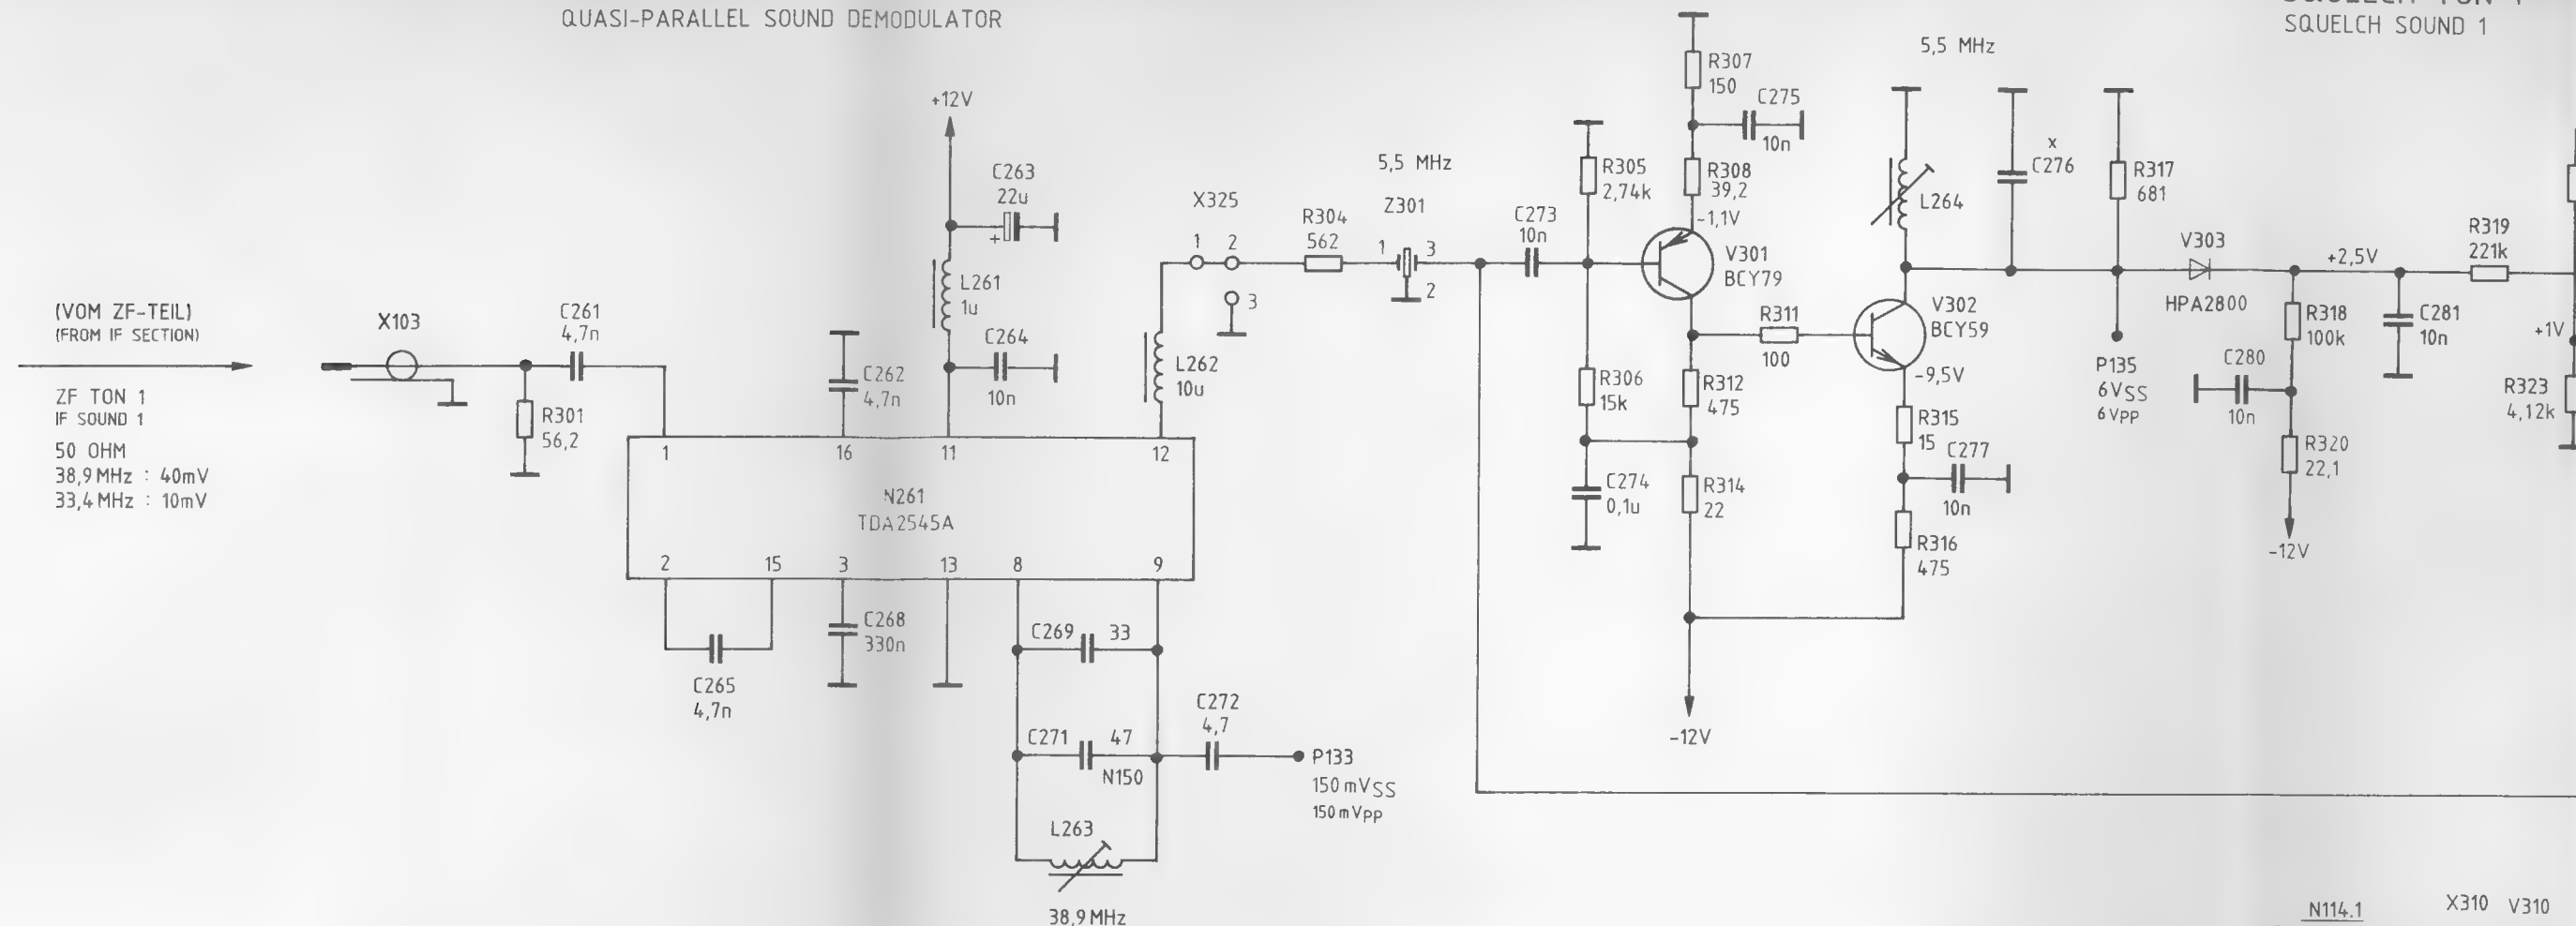 QUASI-PARALLEL SOUND DEMODULATOR
SQUELCH SOUND 1
(VOM ZF-TEIL)
(FROM IF SECTION)
ZF TON 1
IF SOUND 1
50 OHM
38,9 MHz : 40mV
33,4 MHz : 10mV
X103
C261
4,7n
R301
56,2
+12V
C263
22u
+
L261
1u
C262
4,7n
C264
10n
L262
10u
X325
1 2
3
R304
562
5,5 MHz
Z301
1 3
2
1 16 11 12
N261
TDA2545A
2 15 3 13 8 9
C265
4,7n
C268
330n
C269 33
C271 47
N150
C272
4,7
P133
150 mVSS
150 mVPP
L263
38,9 MHz
C273
10n
R305
2,74k
R307
150
C275
10n
R308
39,2
-1,1V
V301
BCY79
R306
15k
R312
475
R311
100
C274
0,1u
R314
22
-12V
5,5 MHz
L264
x
C276
R317
681
V302
BCY59
-9,5V
R315
15
C277
10n
R316
475
P135
6VSS
6VPP
V303
HPA2800
+2,5V
R318
100k
C280
10n
R320
22,1
-12V
C281
10n
R319
221k
+1V
R323
4,12k
N114.1
X310 V310